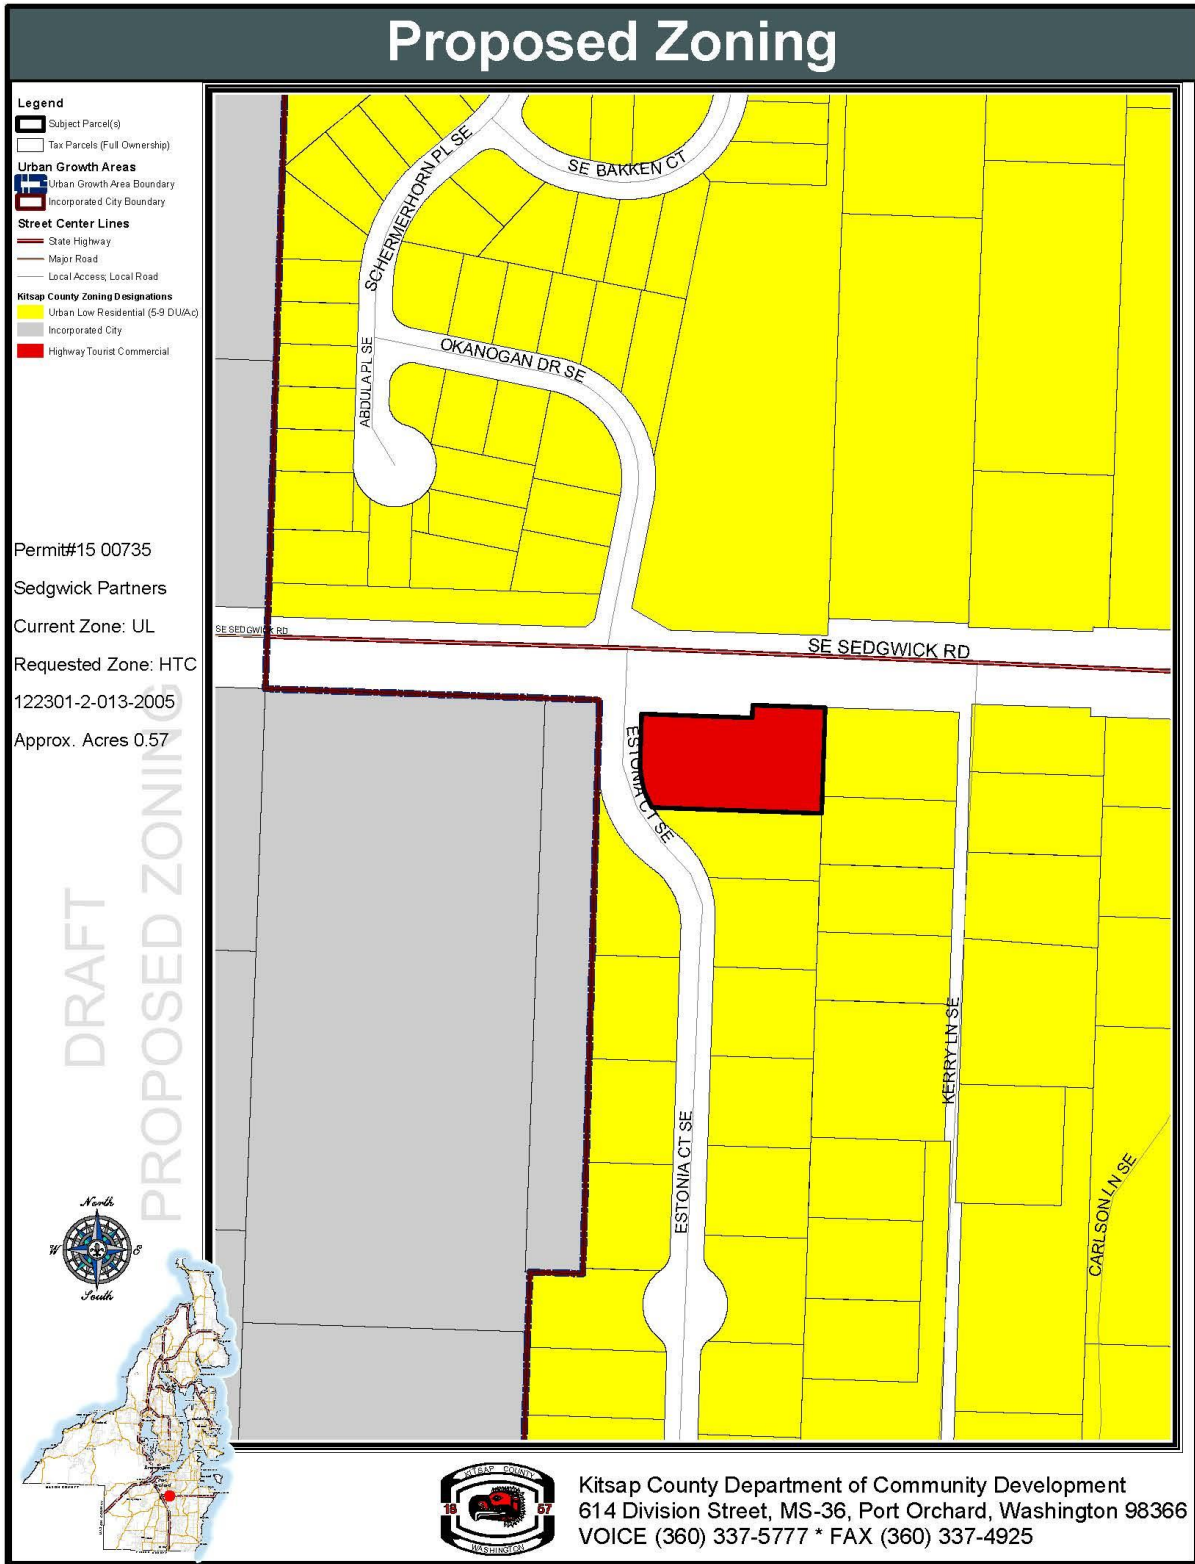 Proposed Zoning
Legend
Subject Parcel(s)
Tax Parcels (Full Ownership)
Urban Growth Areas
Urban Growth Area Boundary
Incorporated City Boundary
Street Center Lines
State Highway
Major Road
Local Access; Local Road
Kitsap County Zoning Designations
Urban Low Residential (5-9 DU/Ac)
Incorporated City
Highway Tourist Commercial
Permit#15 00735
Sedgwick Partners
Current Zone: UL
Requested Zone: HTC
122301-2-013-2005
Approx. Acres 0.57
DRAFT
PROPOSED ZONING
SCHERMERHORN PL SE
SE BAKKEN CT
OKANOGAN DR SE
ABDULA PL SE
SE SEDGWICK RD
SE SEDGWICK RD
ESTONIA CT SE
KERRY LN SE
ESTONIA CT SE
CARLSON LN SE
North
W
E
South
KITSAP COUNTY
18 57
WASHINGTON
Kitsap County Department of Community Development
614 Division Street, MS-36, Port Orchard, Washington 98366
VOICE (360) 337-5777 * FAX (360) 337-4925